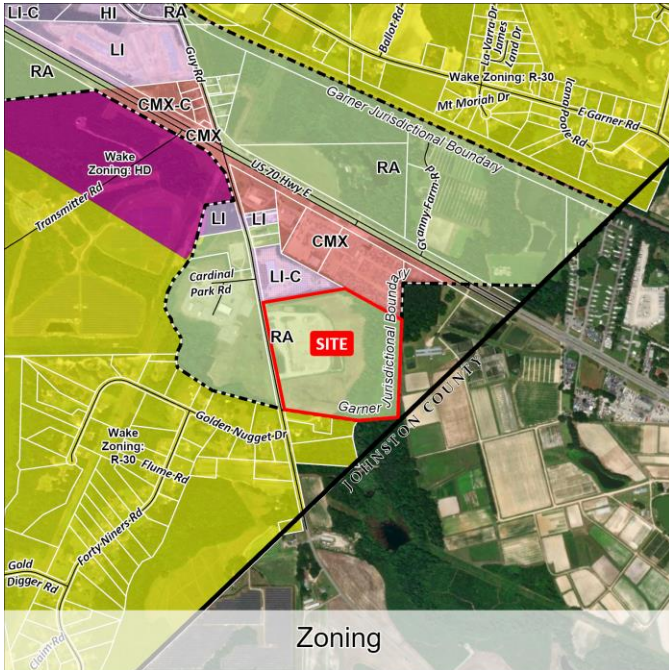 LI-C
HI
RA
LI
Guy Rd
RA
CMX-C
CMX
Ballot Rd
La Varra Dr
James
Land Dr
Wake Zoning: R-30
Mt Moriah Dr
Icano Poole Rd
E Garner Rd
Garner Jurisdictional Boundary
Wake
Zoning: HD
Transmitter Rd
US-70 Hwy E
RA
Granny Farm Rd
LI
LI
CMX
Cardinal
Park Rd
LI-C
RA
SITE
Garner
Jurisdictional Boundary
JOHNSTON COUNTY
Golden Nugget Dr
Wake
Zoning:
R-30
Flume Rd
Forty Niners Rd
Gold
Digger Rd
Claim Rd
Zoning